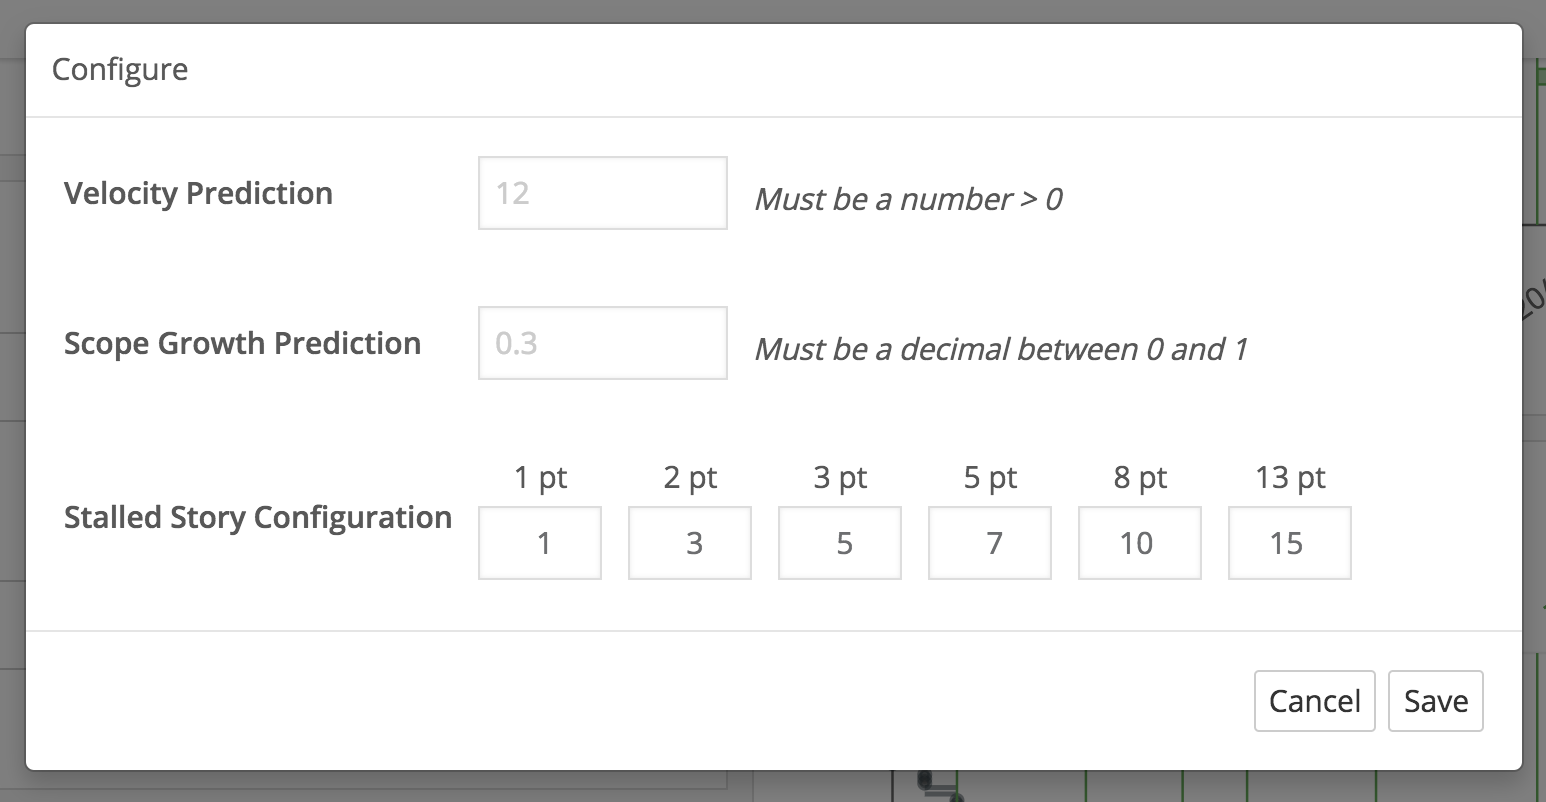 Configure
Velocity Prediction
12
Must be a number > 0
Scope Growth Prediction
0.3
Must be a decimal between 0 and 1
1 pt 2 pt 3 pt 5 pt 8 pt 13 pt
Stalled Story Configuration
1 3 5 7 10 15
Cancel Save